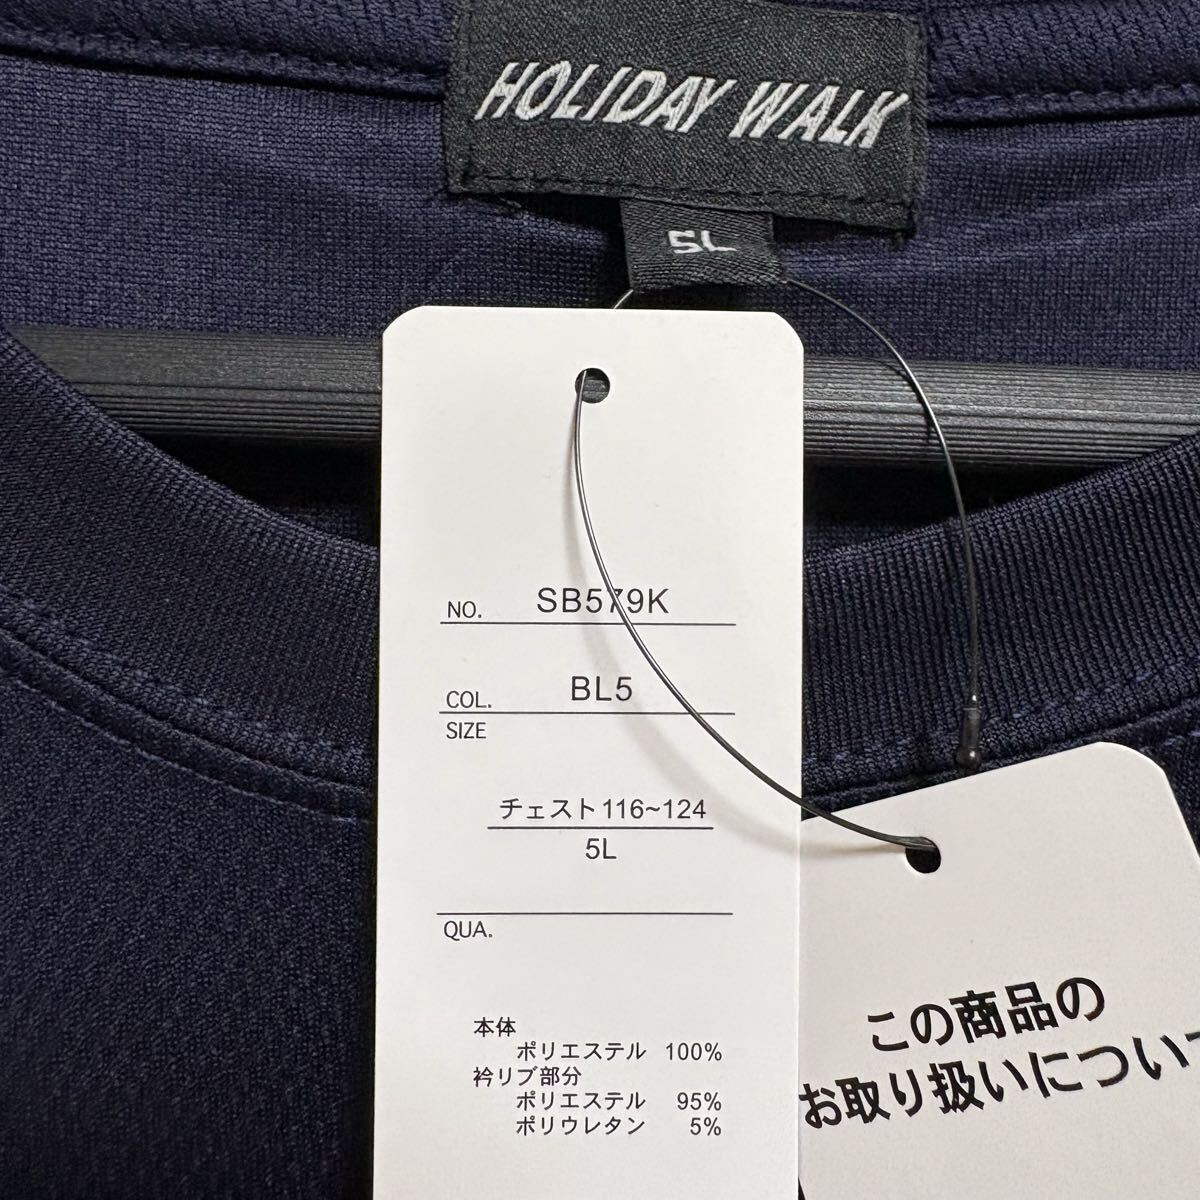 HOLIDAY WALK
5L
NO. SB579K
COL. BL5
SIZE
チェスト116~124
5L
QUA.
本体
ポリエステル 100%
衿リブ部分
ポリエステル 95%
ポリウレタン 5%
この商品の
お取り扱いについて